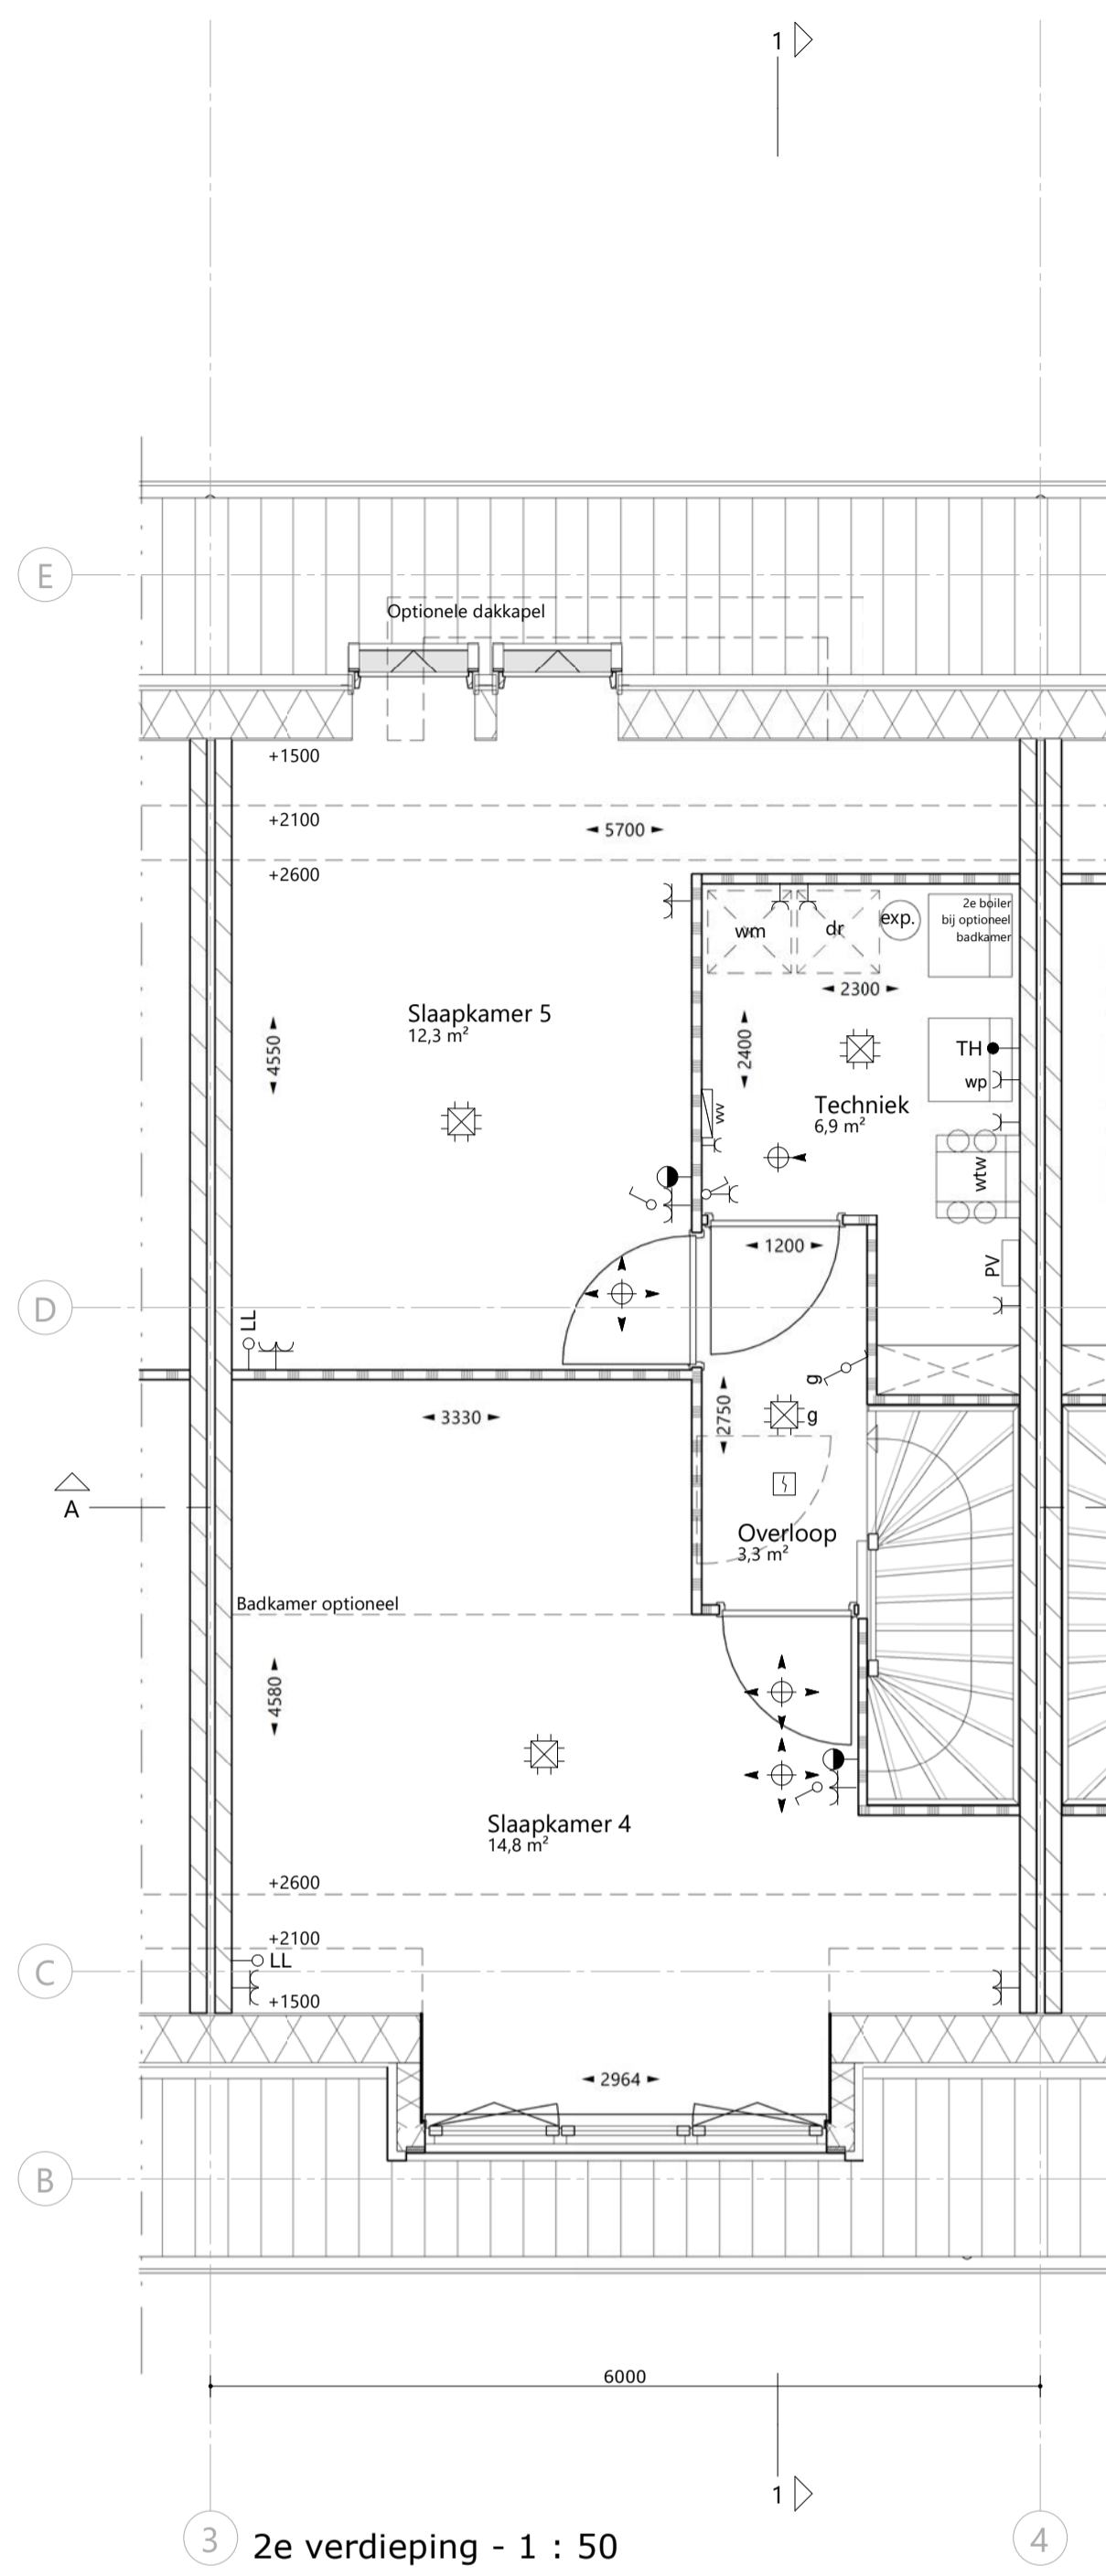 1
E
Optionele dakkapel
+1500
+2100
5700
+2600
2e boiler
bij optioneel
badkamer
exp.
wm
dr
2300
Slaapkamer 5
12,3 m²
4550
2400
TH
wp
Techniek
6,9 m²
vv
wtw
1200
PV
D
LL
g
2750
3330
g
A
Overloop
3,3 m²
Badkamer optioneel
4580
Slaapkamer 4
14,8 m²
+2600
+2100
LL
C
+1500
2964
B
6000
1
3
2e verdieping - 1 : 50
4